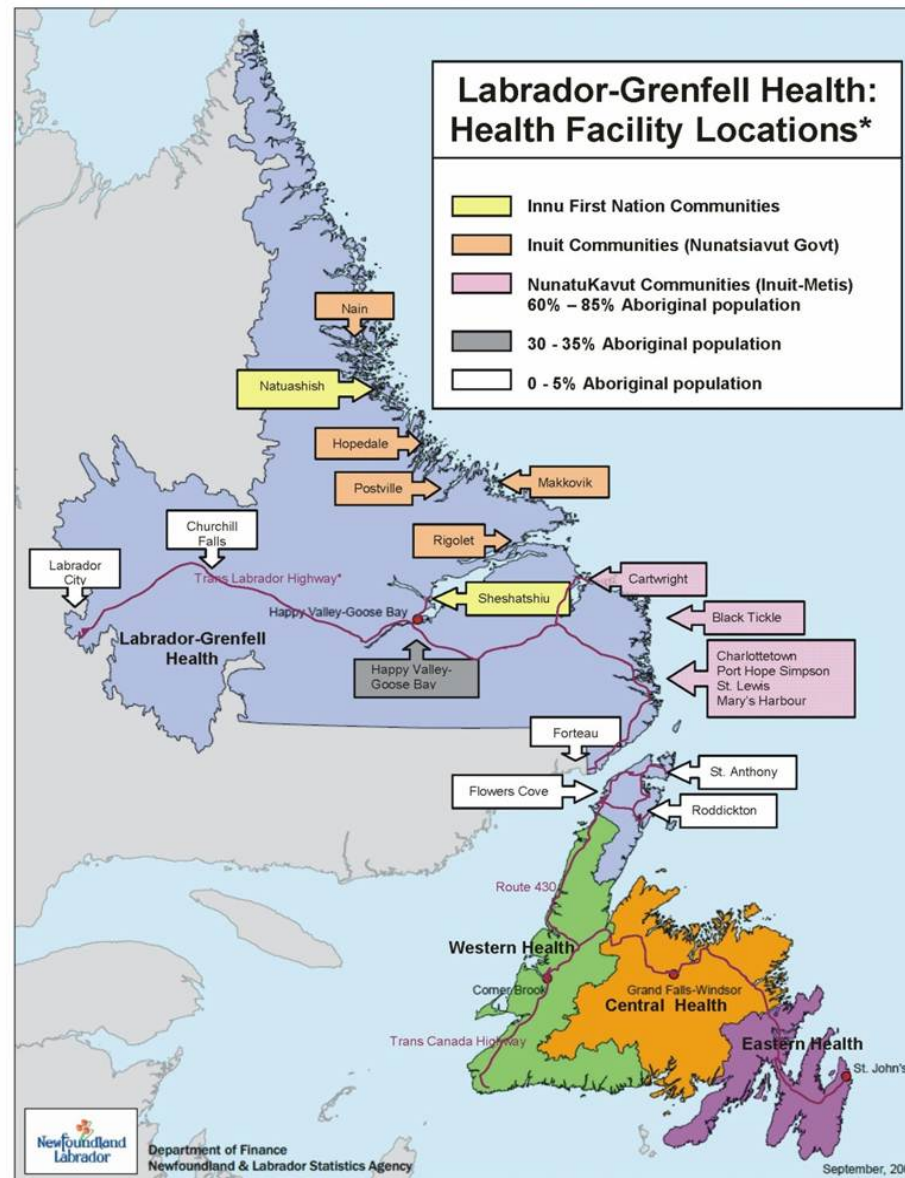 Labrador-Grenfell Health:
Health Facility Locations*
Innu First Nation Communities
Inuit Communities (Nunatsiavut Govt)
NunatuKavut Communities (Inuit-Metis)
60% – 85% Aboriginal population
30 - 35% Aboriginal population
0 - 5% Aboriginal population
Nain
Natuashish
Hopedale
Postville
Makkovik
Rigolet
Churchill
Falls
Labrador
City
Trans Labrador Highway*
Happy Valley-Goose Bay
Sheshatshiu
Cartwright
Black Tickle
Labrador-Grenfell
Health
Happy Valley-
Goose Bay
Charlottetown
Port Hope Simpson
St. Lewis
Mary's Harbour
Forteau
Flowers Cove
St. Anthony
Roddickton
Route 430
Western Health
Corner Brook
Grand Falls-Windsor
Central Health
Trans Canada Highway
Eastern Health
St. John's
Newfoundland
Labrador
Department of Finance
Newfoundland & Labrador Statistics Agency
September, 200